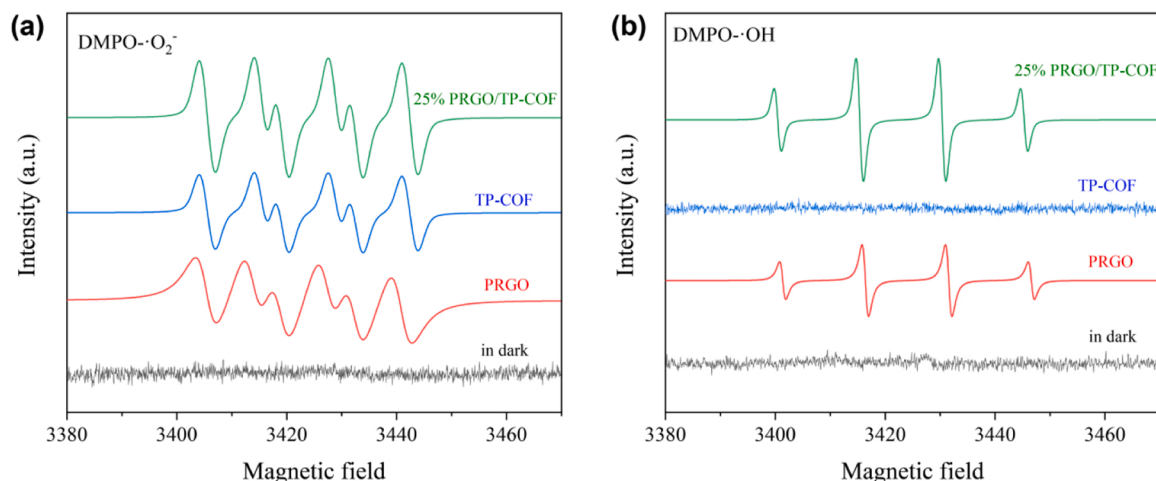 (a)
DMPO-·O₂⁻
25% PRGO/TP-COF
TP-COF
PRGO
in dark
Intensity (a.u.)
3380 3400 3420 3440 3460
Magnetic field
(b)
DMPO-·OH
25% PRGO/TP-COF
TP-COF
PRGO
in dark
Intensity (a.u.)
3380 3400 3420 3440 3460
Magnetic field